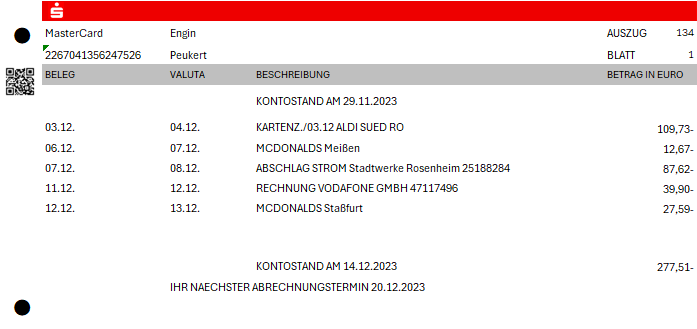 MasterCard Engin AUSZUG 134
2267041356247526 Peukert BLATT 1
BELEG VALUTA BESCHREIBUNG BETRAG IN EURO
KONTOSTAND AM 29.11.2023
03.12. 04.12. KARTENZ./03.12 ALDI SUED RO 109,73-
06.12. 07.12. MCDONALDS Meißen 12,67-
07.12. 08.12. ABSCHLAG STROM Stadtwerke Rosenheim 25188284 87,62-
11.12. 12.12. RECHNUNG VODAFONE GMBH 47117496 39,90-
12.12. 13.12. MCDONALDS Staßfurt 27,59-
KONTOSTAND AM 14.12.2023 277,51-
IHR NAECHSTER ABRECHNUNGSTERMIN 20.12.2023